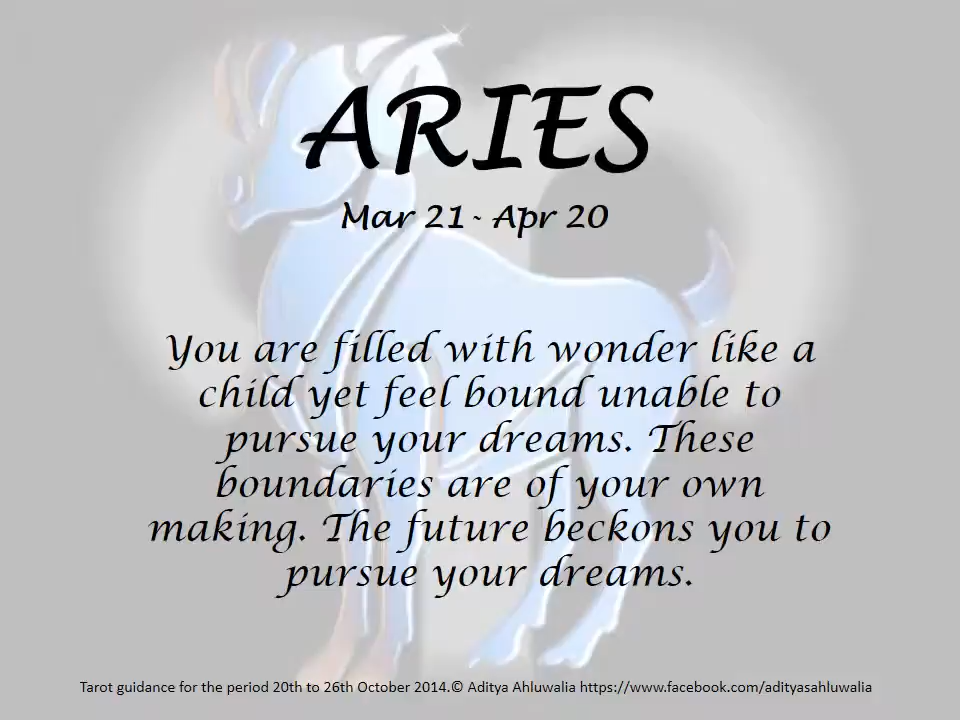 ARIES
Mar 21- Apr 20
You are filled with wonder like a
child yet feel bound unable to
pursue your dreams. These
boundaries are of your own
making. The future beckons you to
pursue your dreams.
Tarot guidance for the period 20th to 26th October 2014.© Aditya Ahluwalia https://www.facebook.com/adityasahluwalia